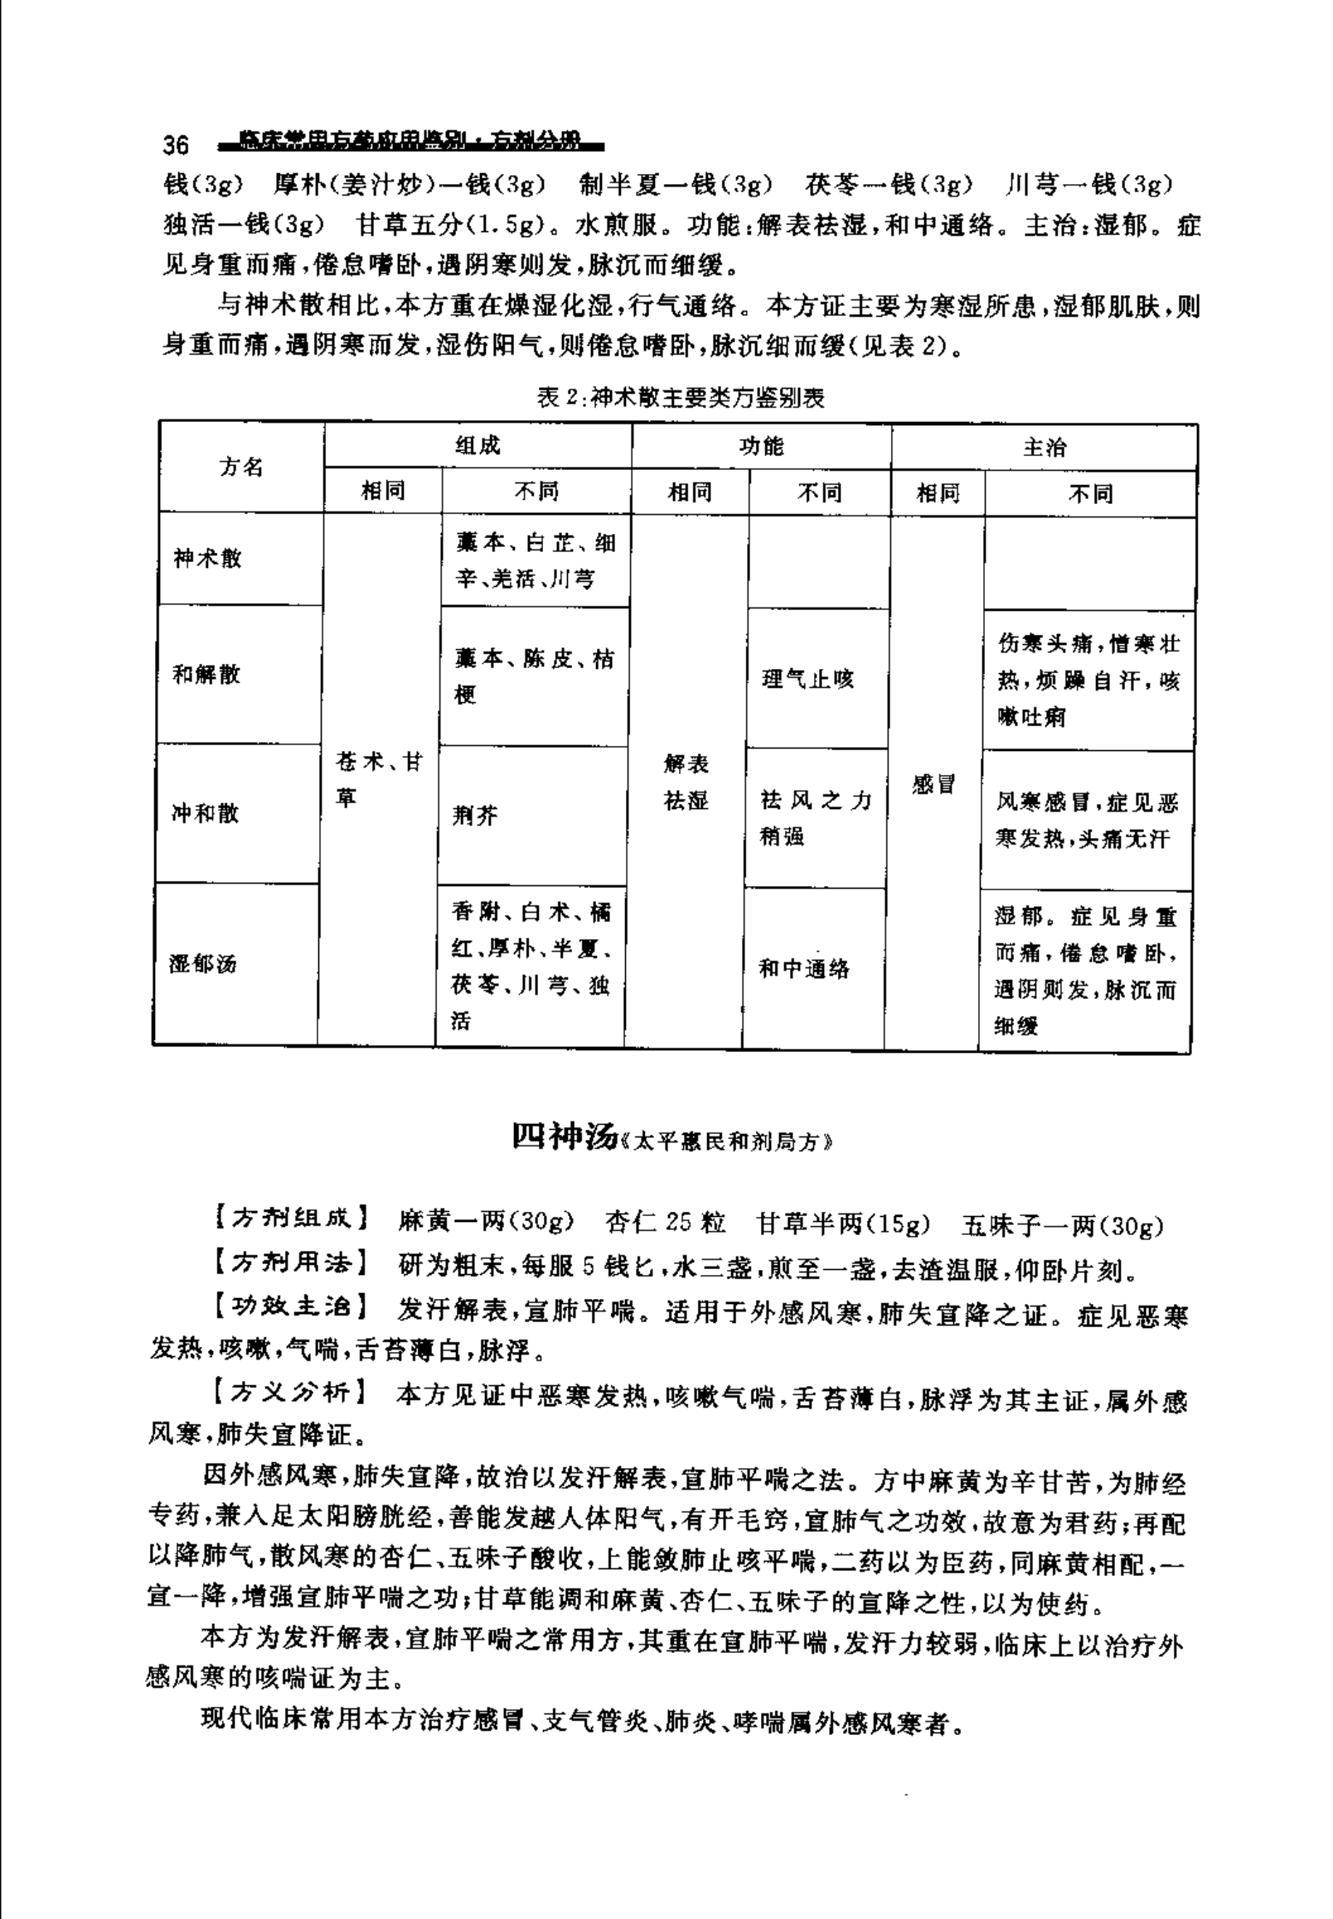 36 临床常用方药应用鉴别·方剂分册
钱(3g) 厚朴(姜汁炒)一钱(3g) 制半夏一钱(3g) 茯苓一钱(3g) 川芎一钱(3g)
独活一钱(3g) 甘草五分(1.5g)。水煎服。功能:解表祛湿,和中通络。主治:湿郁。症
见身重而痛,倦怠嗜卧,遇阴寒则发,脉沉而细缓。
与神术散相比,本方重在燥湿化湿,行气通络。本方证主要为寒湿所患,湿郁肌肤,则
身重而痛,遇阴寒而发,湿伤阳气,则倦怠嗜卧,脉沉细而缓(见表2)。
表2:神术散主要类方鉴别表
方名 组成 功能 主治
相同 不同 相同 不同 相同 不同
神术散
藁本、白芷、细
辛、羌活、川芎
和解散
藁本、陈皮、桔
梗
理气止咳
伤寒头痛,憎寒壮
热,烦躁自汗,咳
嗽吐痢
苍术、甘
草
解表
祛湿
感冒
冲和散
荆芥
祛风之力
稍强
风寒感冒,症见恶
寒发热,头痛无汗
湿郁汤
香附、白术、橘
红、厚朴、半夏、
茯苓、川芎、独
活
和中通络
湿郁。症见身重
而痛,倦怠嗜卧,
遇阴则发,脉沉而
细缓
四神汤《太平惠民和剂局方》
【方剂组成】 麻黄一两(30g) 杏仁25粒 甘草半两(15g) 五味子一两(30g)
【方剂用法】 研为粗末,每服5钱匕,水三盏,煎至一盏,去渣温服,仰卧片刻。
【功效主治】 发汗解表,宣肺平喘。适用于外感风寒,肺失宣降之证。症见恶寒
发热,咳嗽,气喘,舌苔薄白,脉浮。
【方义分析】 本方见证中恶寒发热,咳嗽气喘,舌苔薄白,脉浮为其主证,属外感
风寒,肺失宣降证。
因外感风寒,肺失宣降,故治以发汗解表,宣肺平喘之法。方中麻黄为辛甘苦,为肺经
专药,兼入足太阳膀胱经,善能发越人体阳气,有开毛窍,宣肺气之功效,故意为君药;再配
以降肺气,散风寒的杏仁、五味子酸收,上能敛肺止咳平喘,二药以为臣药,同麻黄相配,一
宣一降,增强宣肺平喘之功;甘草能调和麻黄、杏仁、五味子的宣降之性,以为使药。
本方为发汗解表,宣肺平喘之常用方,其重在宣肺平喘,发汗力较弱,临床上以治疗外
感风寒的咳喘证为主。
现代临床常用本方治疗感冒、支气管炎、肺炎、哮喘属外感风寒者。